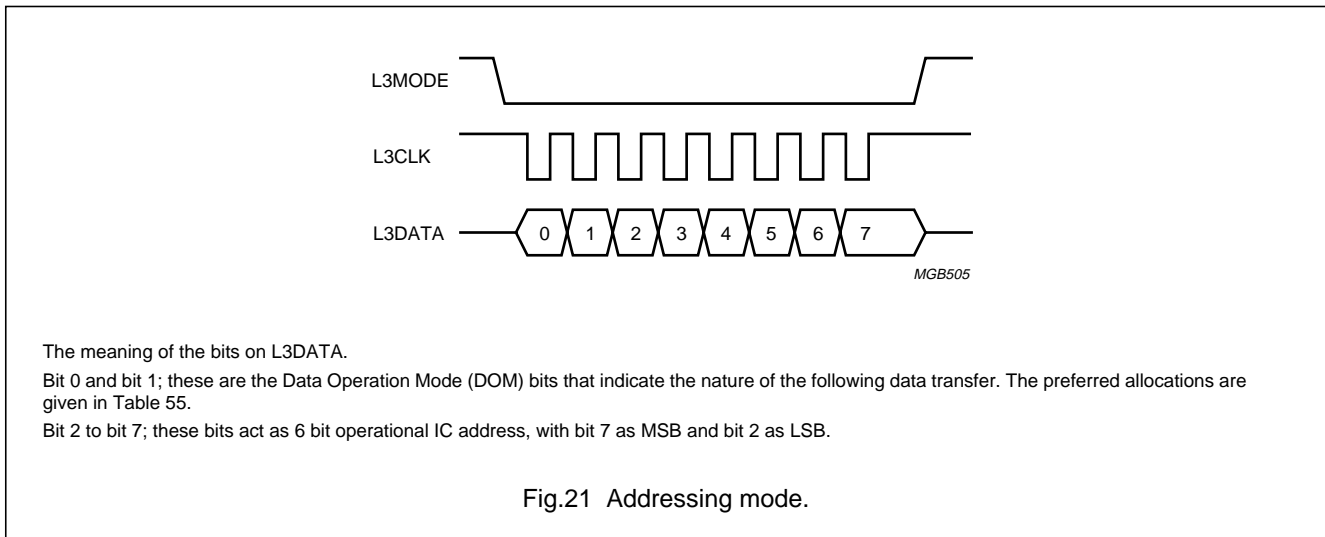 L3MODE
L3CLK
L3DATA
0 1 2 3 4 5 6 7
MGB505
The meaning of the bits on L3DATA.
Bit 0 and bit 1; these are the Data Operation Mode (DOM) bits that indicate the nature of the following data transfer. The preferred allocations are
given in Table 55.
Bit 2 to bit 7; these bits act as 6 bit operational IC address, with bit 7 as MSB and bit 2 as LSB.
Fig.21 Addressing mode.